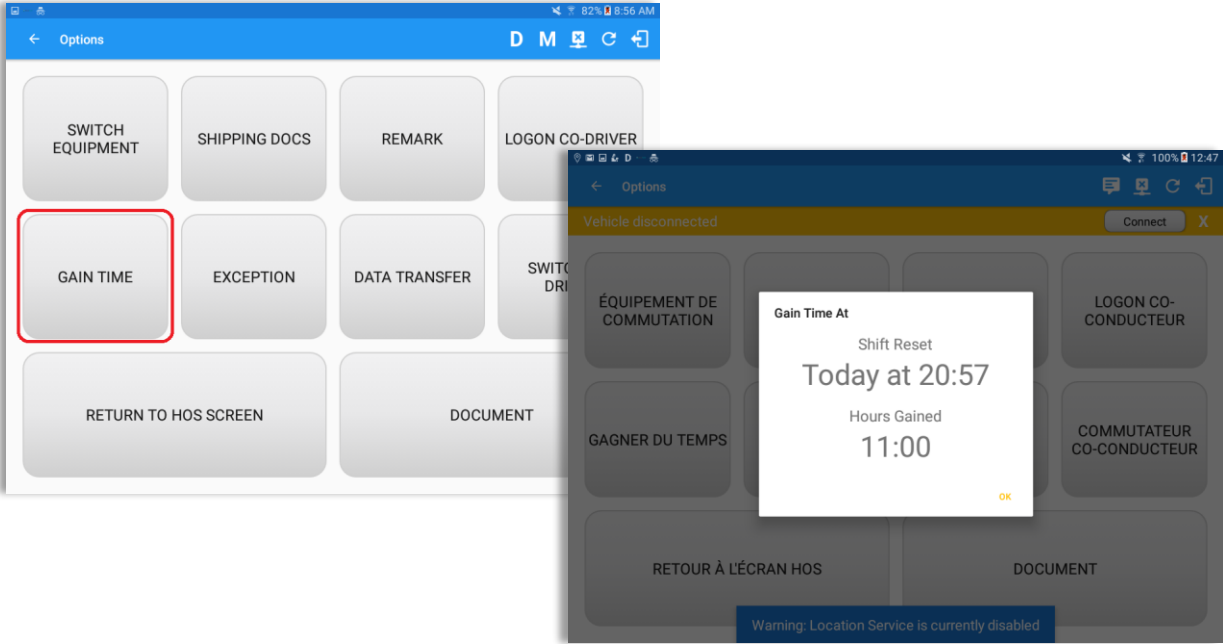 82% 8:56 AM
Options
D M
SWITCH
EQUIPMENT
SHIPPING DOCS
REMARK
LOGON CO-DRIVER
GAIN TIME
EXCEPTION
DATA TRANSFER
RETURN TO HOS SCREEN
DOCUMENT
D
100% 12:47
Options
Vehicle disconnected
Connect
X
ÉQUIPEMENT DE
COMMUTATION
LOGON CO-
CONDUCTEUR
GAGNER DU TEMPS
COMMUTATEUR
CO-CONDUCTEUR
Gain Time At
Shift Reset
Today at 20:57
Hours Gained
11:00
OK
RETOUR À L'ÉCRAN HOS
DOCUMENT
Warning: Location Service is currently disabled